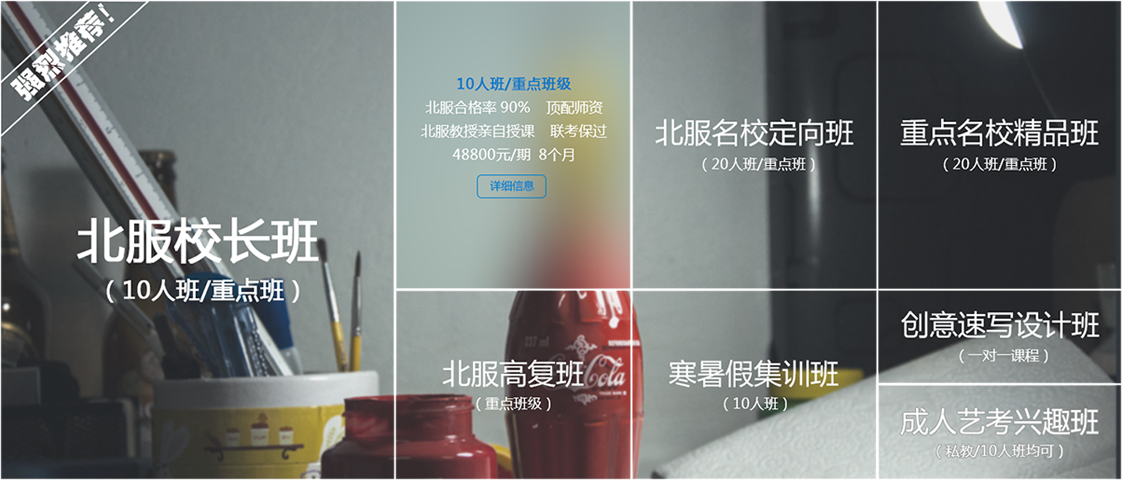 强烈推荐！
北服校长班
（10人班/重点班）
10人班/重点班级
北服合格率 90% 顶配师资
北服教授亲自授课 联考保过
48800元/期 8个月
详细信息
北服名校定向班
（20人班/重点班）
重点名校精品班
（20人班/重点班）
北服高复班
（重点班级）
Cola
寒暑假集训班
（10人班）
创意速写设计班
（一对一课程）
成人艺考兴趣班
（私教/10人班均可）